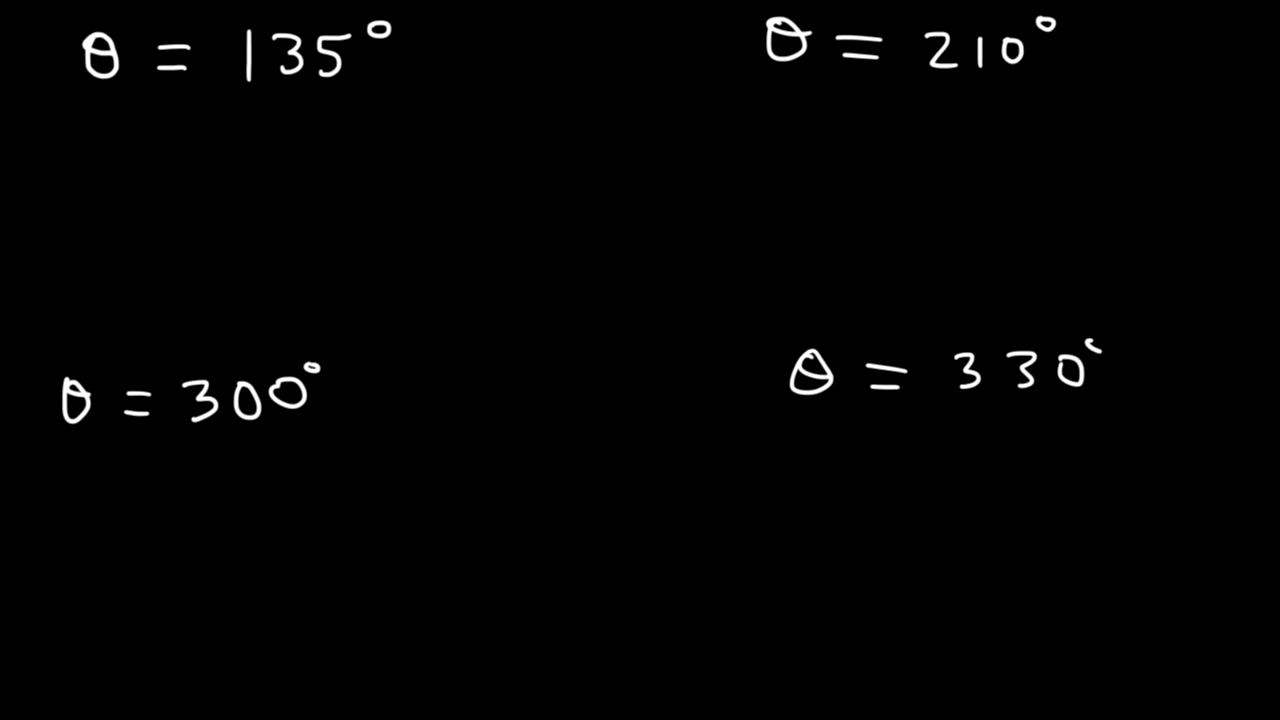 θ = 135°
θ = 210°
θ = 300°
θ = 330°